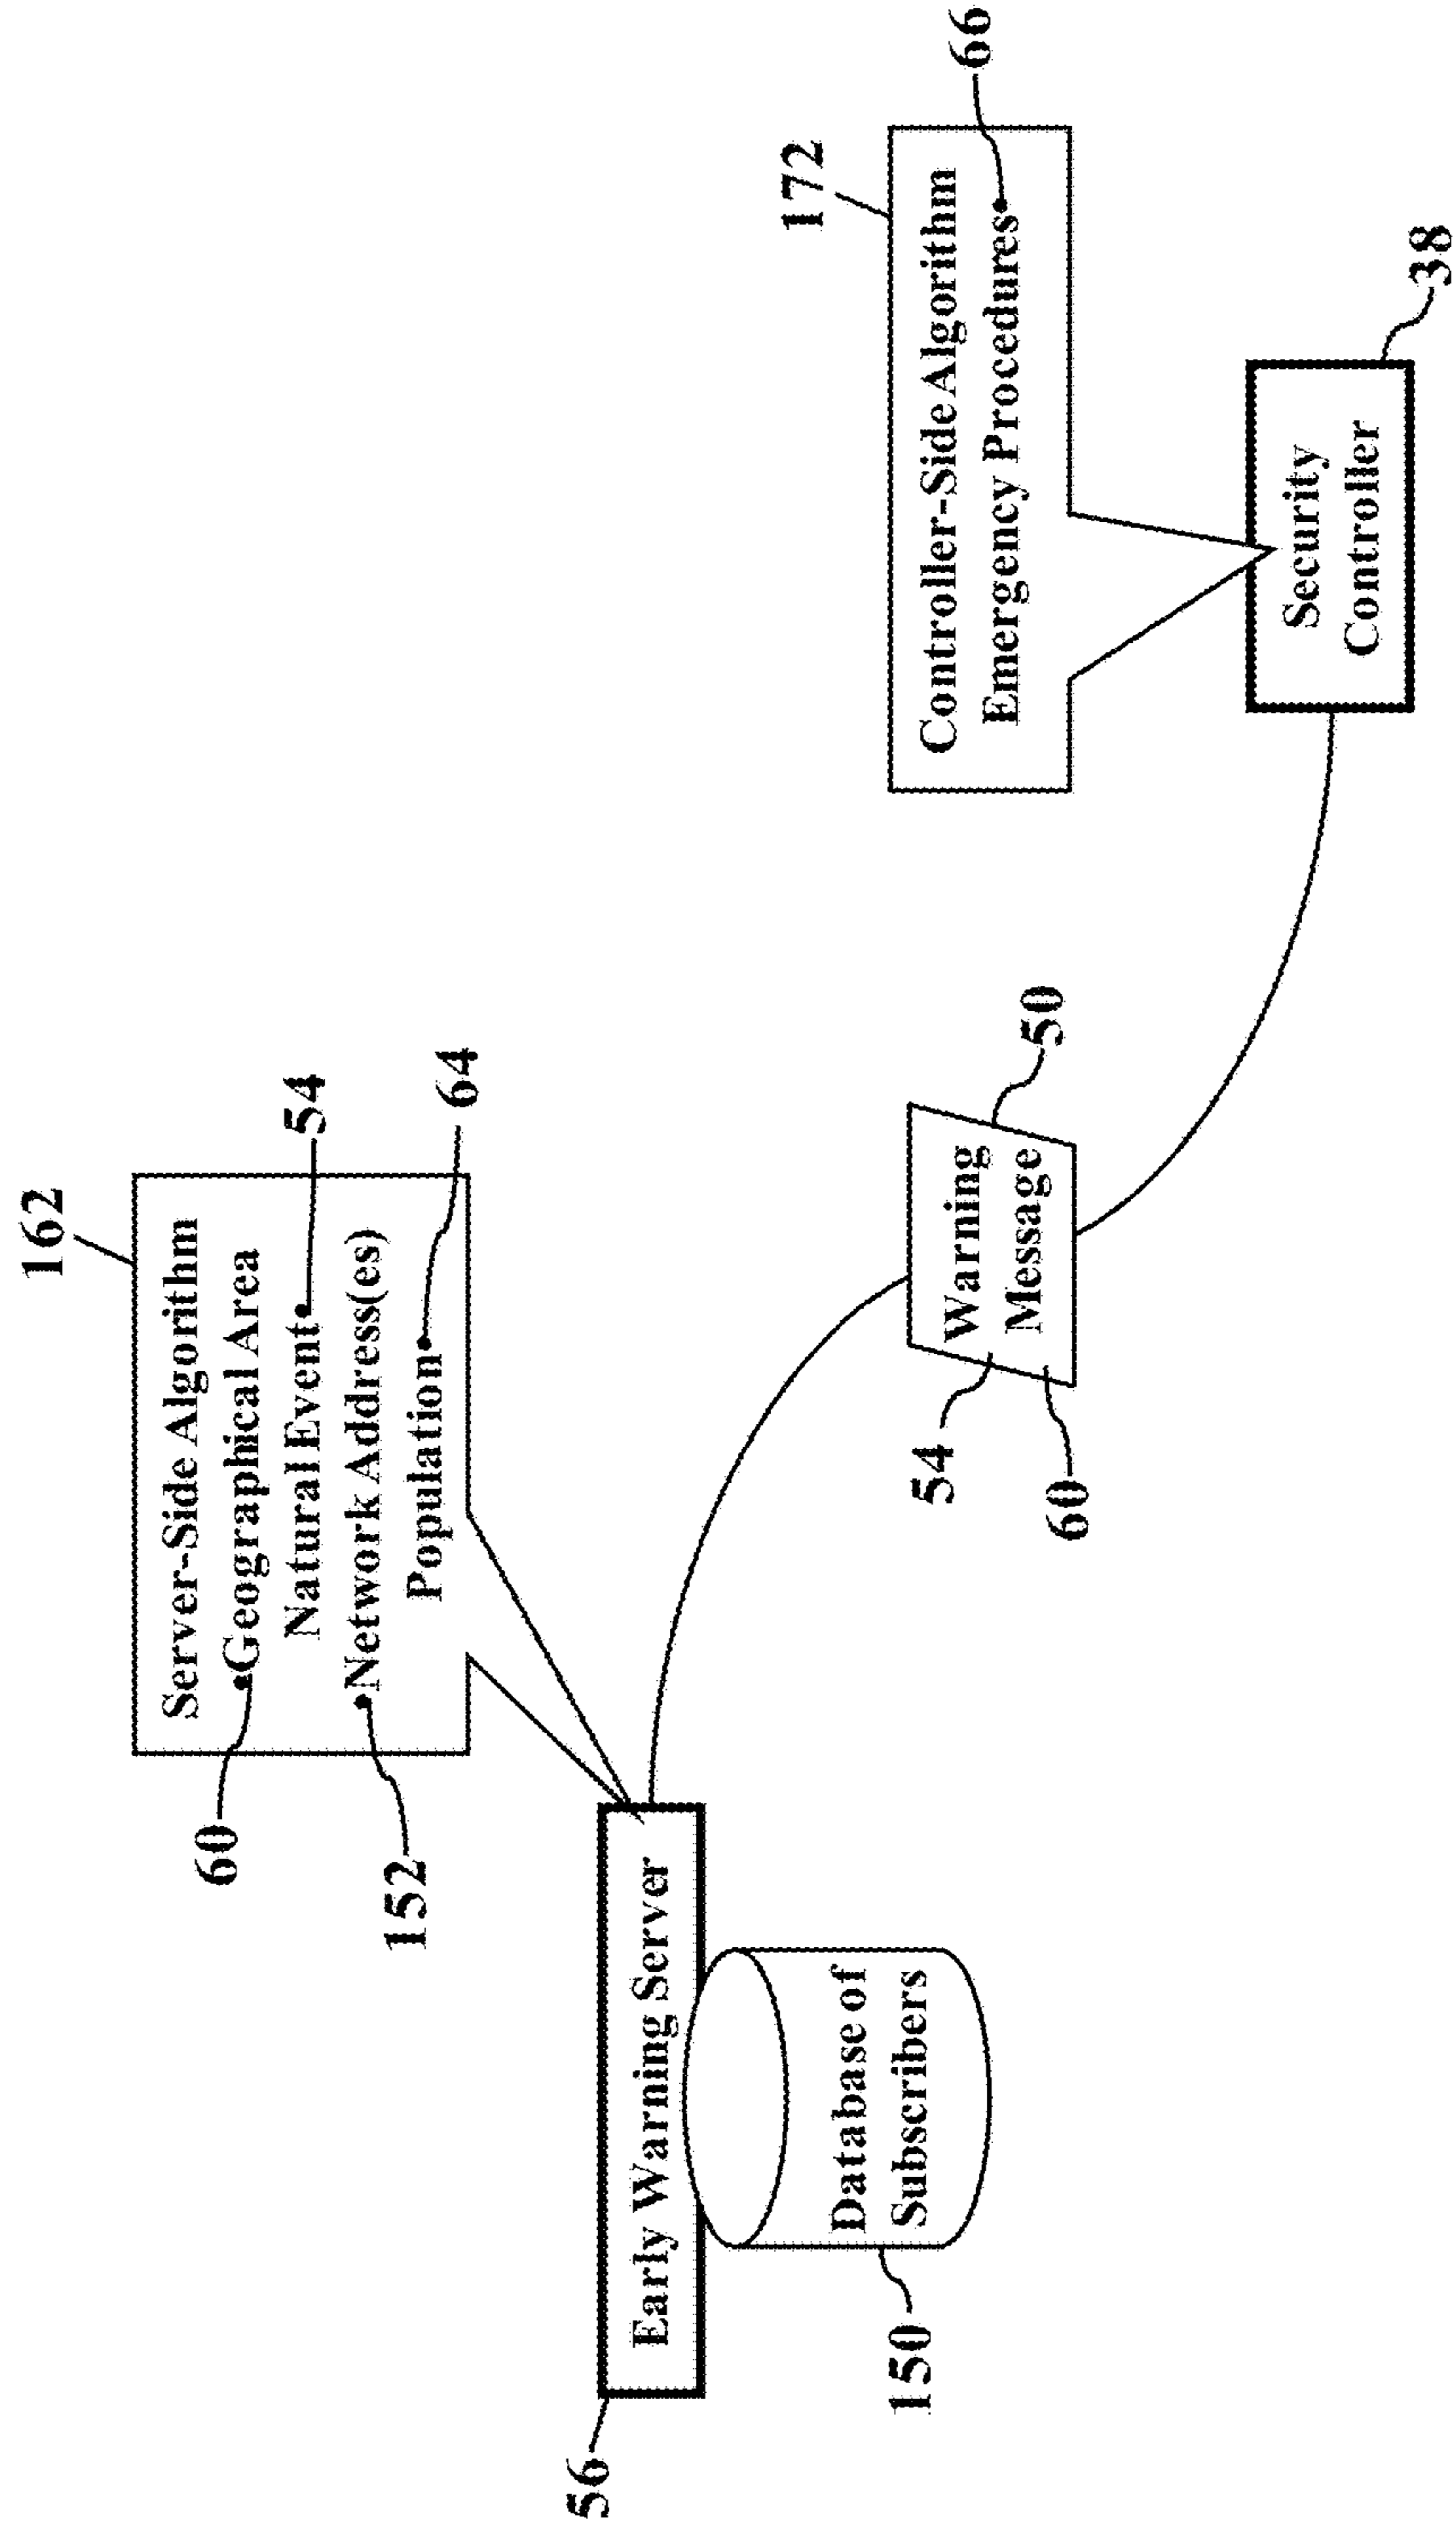 162
Server-Side Algorithm
60
Geographical Area
Natural Event
54
152
Network Address(es)
Population
64
56
Early Warning Server
150
Database of
Subscribers
54
60
Warning
Message
50
172
Controller-Side Algorithm
Emergency Procedures
66
Security
Controller
38